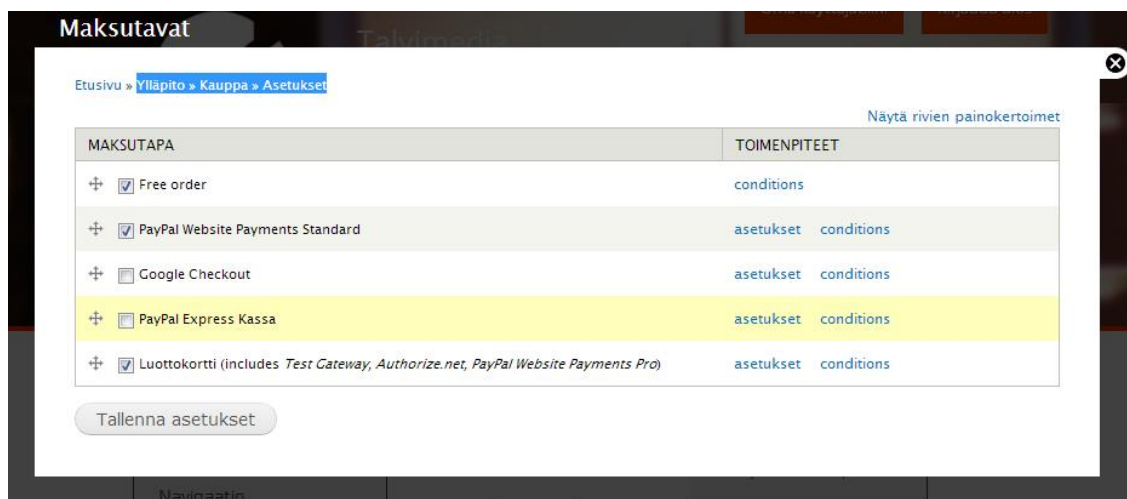 Maksutavat
Talvimedia
Etusivu » Ylläpito » Kauppa » Asetukset
Näytä rivien painokertoimet
MAKSUTAPA TOIMENPITEET
Free order conditions
PayPal Website Payments Standard asetukset conditions
Google Checkout asetukset conditions
PayPal Express Kassa asetukset conditions
Luottokortti (includes Test Gateway, Authorize.net, PayPal Website Payments Pro) asetukset conditions
Tallenna asetukset
Navigaatio